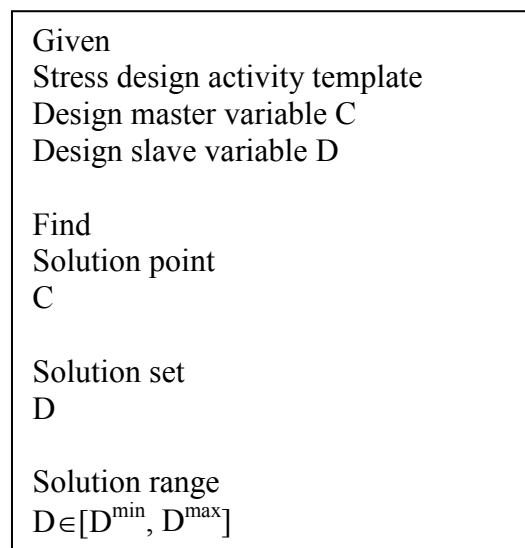 Given
Stress design activity template
Design master variable C
Design slave variable D
Find
Solution point
C
Solution set
D
Solution range
D∈[D^min, D^max]